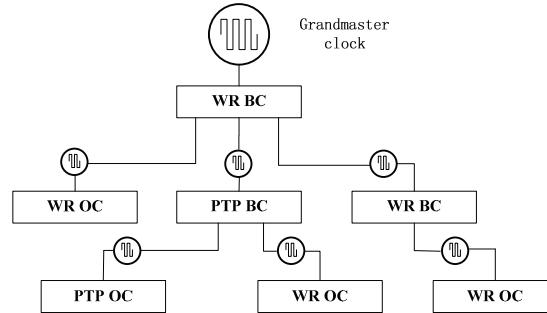 Grandmaster
clock
WR BC
WR OC
PTP BC
WR BC
PTP OC
WR OC
WR OC